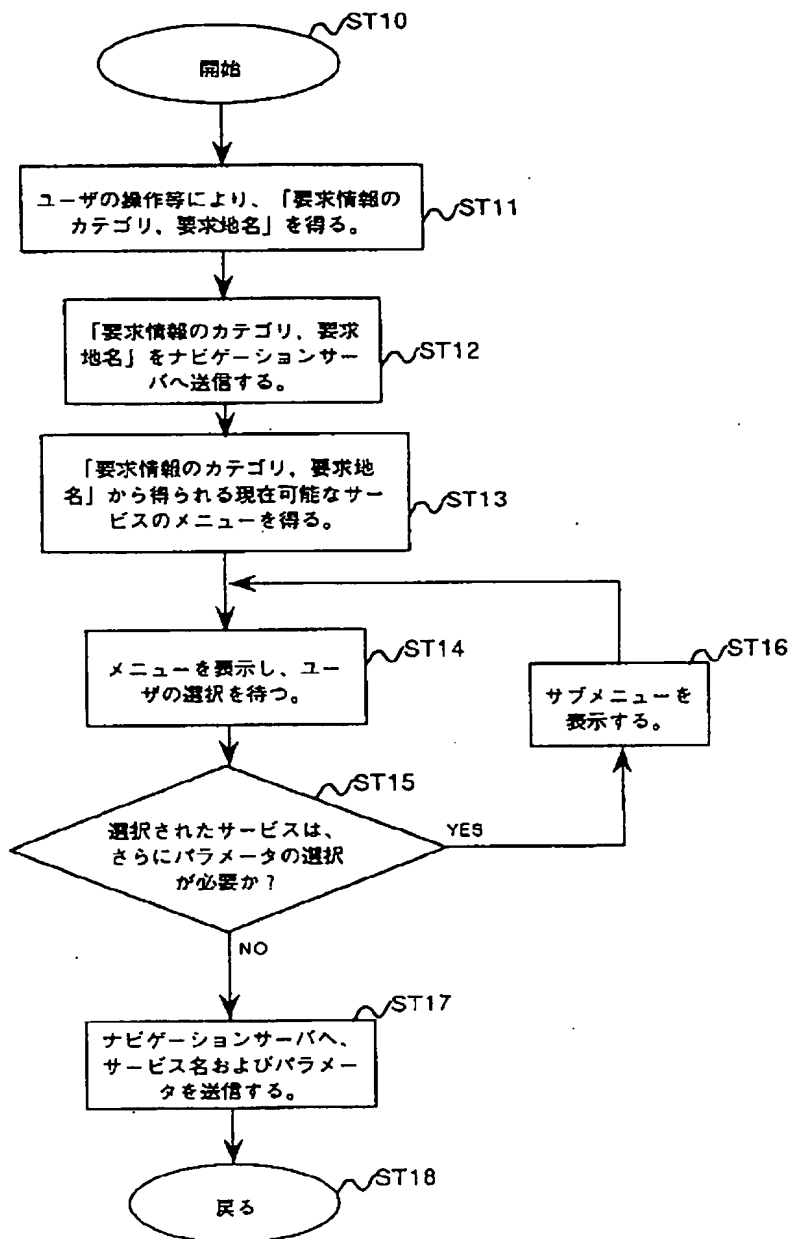 ST10
開始
ユーザの操作等により、「要求情報の
カテゴリ、要求地名」を得る。
ST11
「要求情報のカテゴリ、要求
地名」をナビゲーションサー
バへ送信する。
ST12
「要求情報のカテゴリ、要求地
名」から得られる現在可能なサー
ビスのメニューを得る。
ST13
メニューを表示し、ユー
ザの選択を待つ。
ST14
サブメニューを
表示する。
ST16
ST15
選択されたサービスは、
さらにパラメータの選択
が必要か?
YES
NO
ST17
ナビゲーションサーバへ、
サービス名およびパラメー
タを送信する。
戻る
ST18